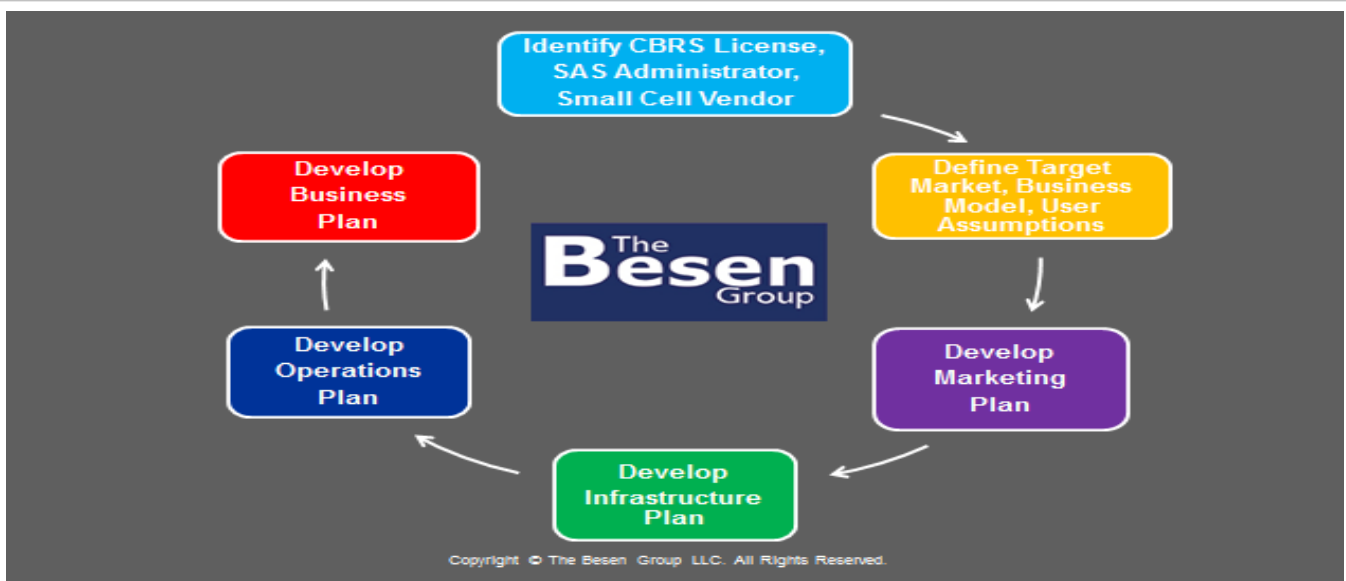 Identify CBRS License,
SAS Administrator,
Small Cell Vendor
Define Target
Market, Business
Model, User
Assumptions
Develop
Marketing
Plan
Develop
Infrastructure
Plan
Develop
Operations
Plan
Develop
Business
Plan
The
Besen
Group
Copyright © The Besen Group LLC. All Rights Reserved.